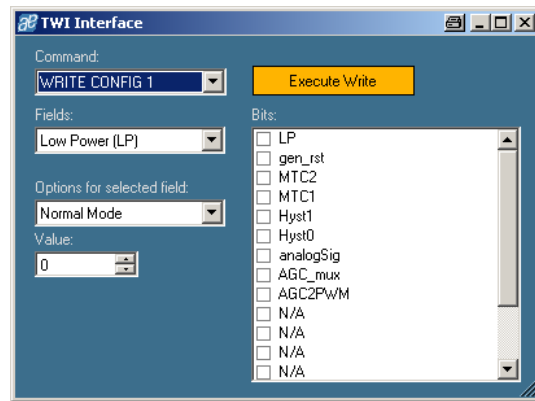 TWI Interface
Command:
WRITE CONFIG 1
Execute Write
Fields:
Low Power (LP)
Options for selected field:
Normal Mode
Value:
0
Bits:
LP
gen_rst
MTC2
MTC1
Hyst1
Hyst0
analogSig
AGC_mux
AGC2PWM
N/A
N/A
N/A
N/A